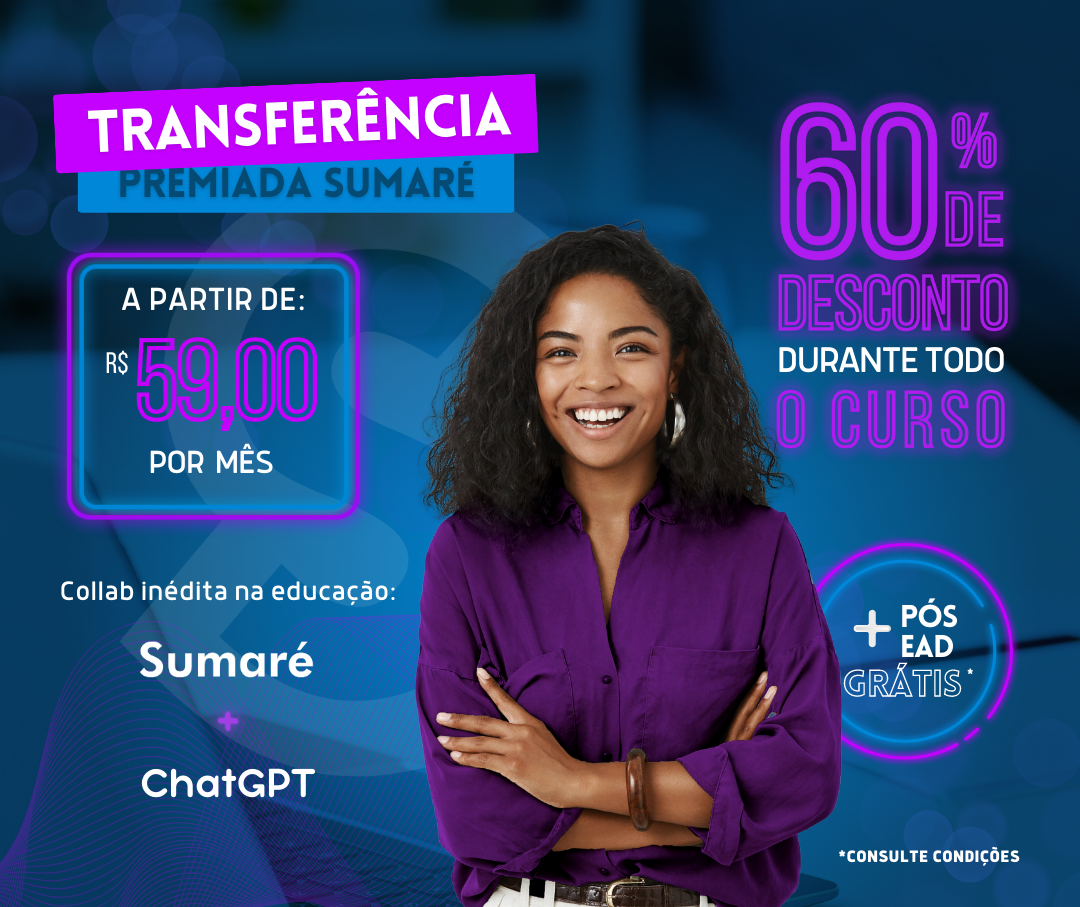 TRANSFERÊNCIA
PREMIADA SUMARÉ
A PARTIR DE:
R$ 59,00
POR MÊS
Collab inédita na educação:
Sumaré
+
ChatGPT
60% DE
DESCONTO
DURANTE TODO
O CURSO
+ PÓS
EAD
GRÁTIS*
*CONSULTE CONDIÇÕES